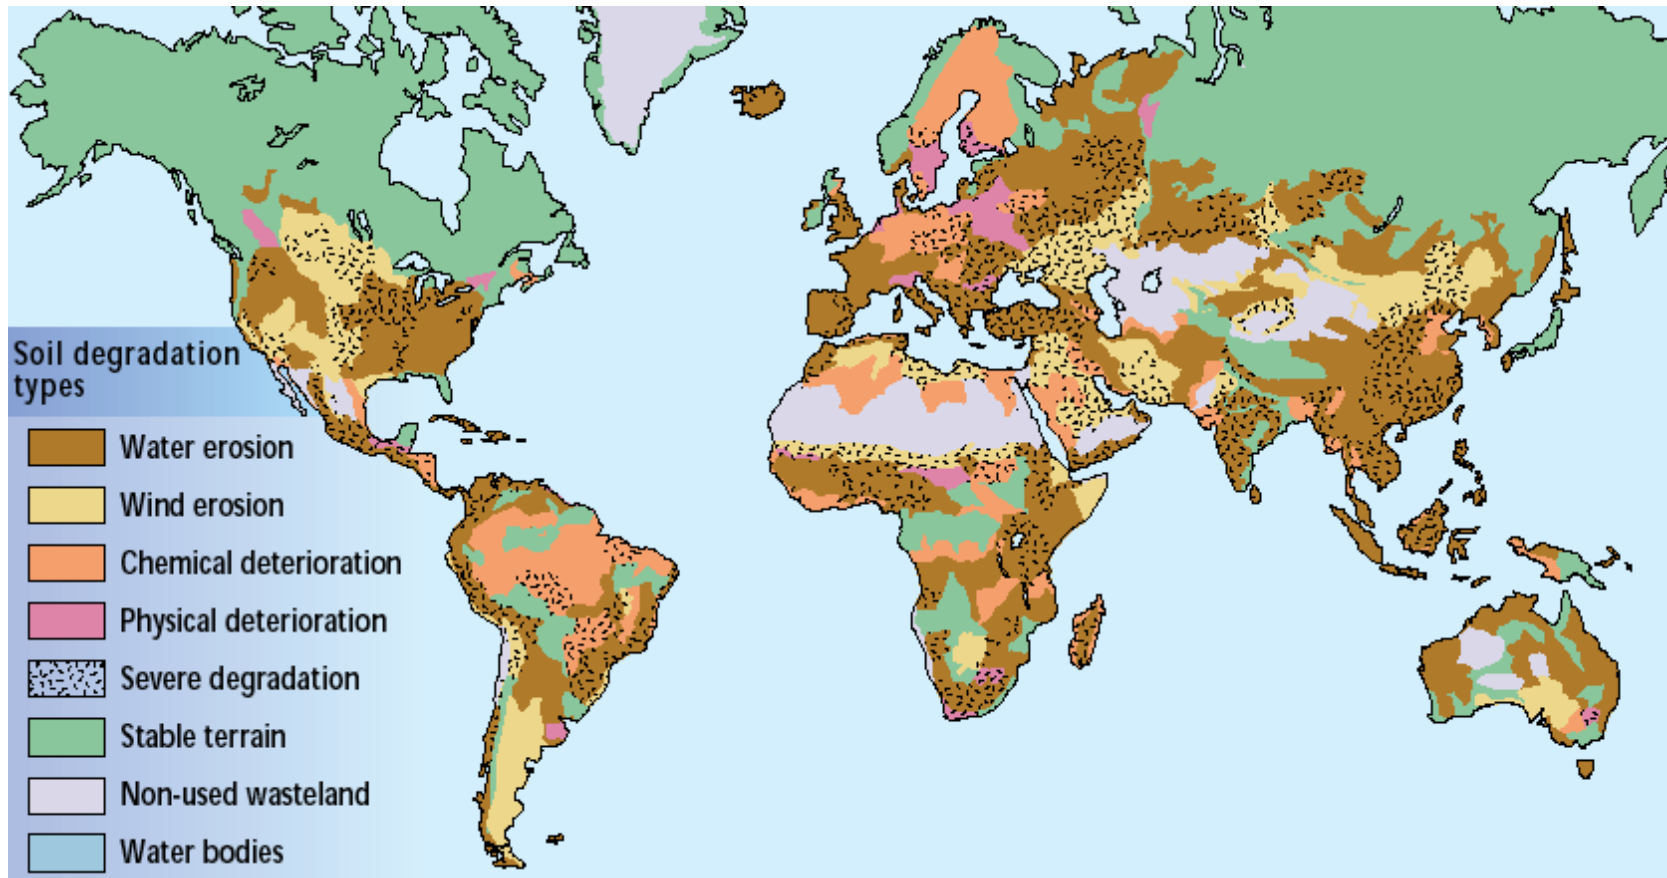 Soil degradation
types
Water erosion
Wind erosion
Chemical deterioration
Physical deterioration
Severe degradation
Stable terrain
Non-used wasteland
Water bodies